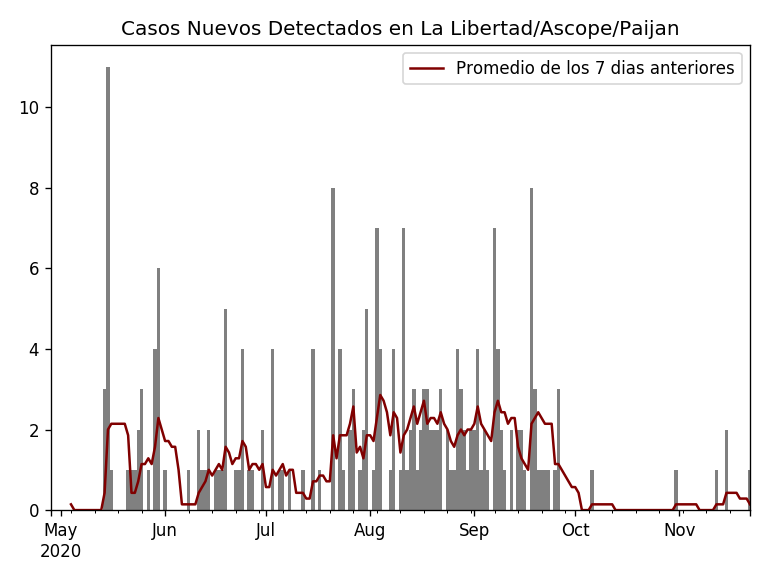 Casos Nuevos Detectados en La Libertad/Ascope/Paijan
Promedio de los 7 dias anteriores
10
8
6
4
2
0
May Jun Jul Aug Sep Oct Nov
2020